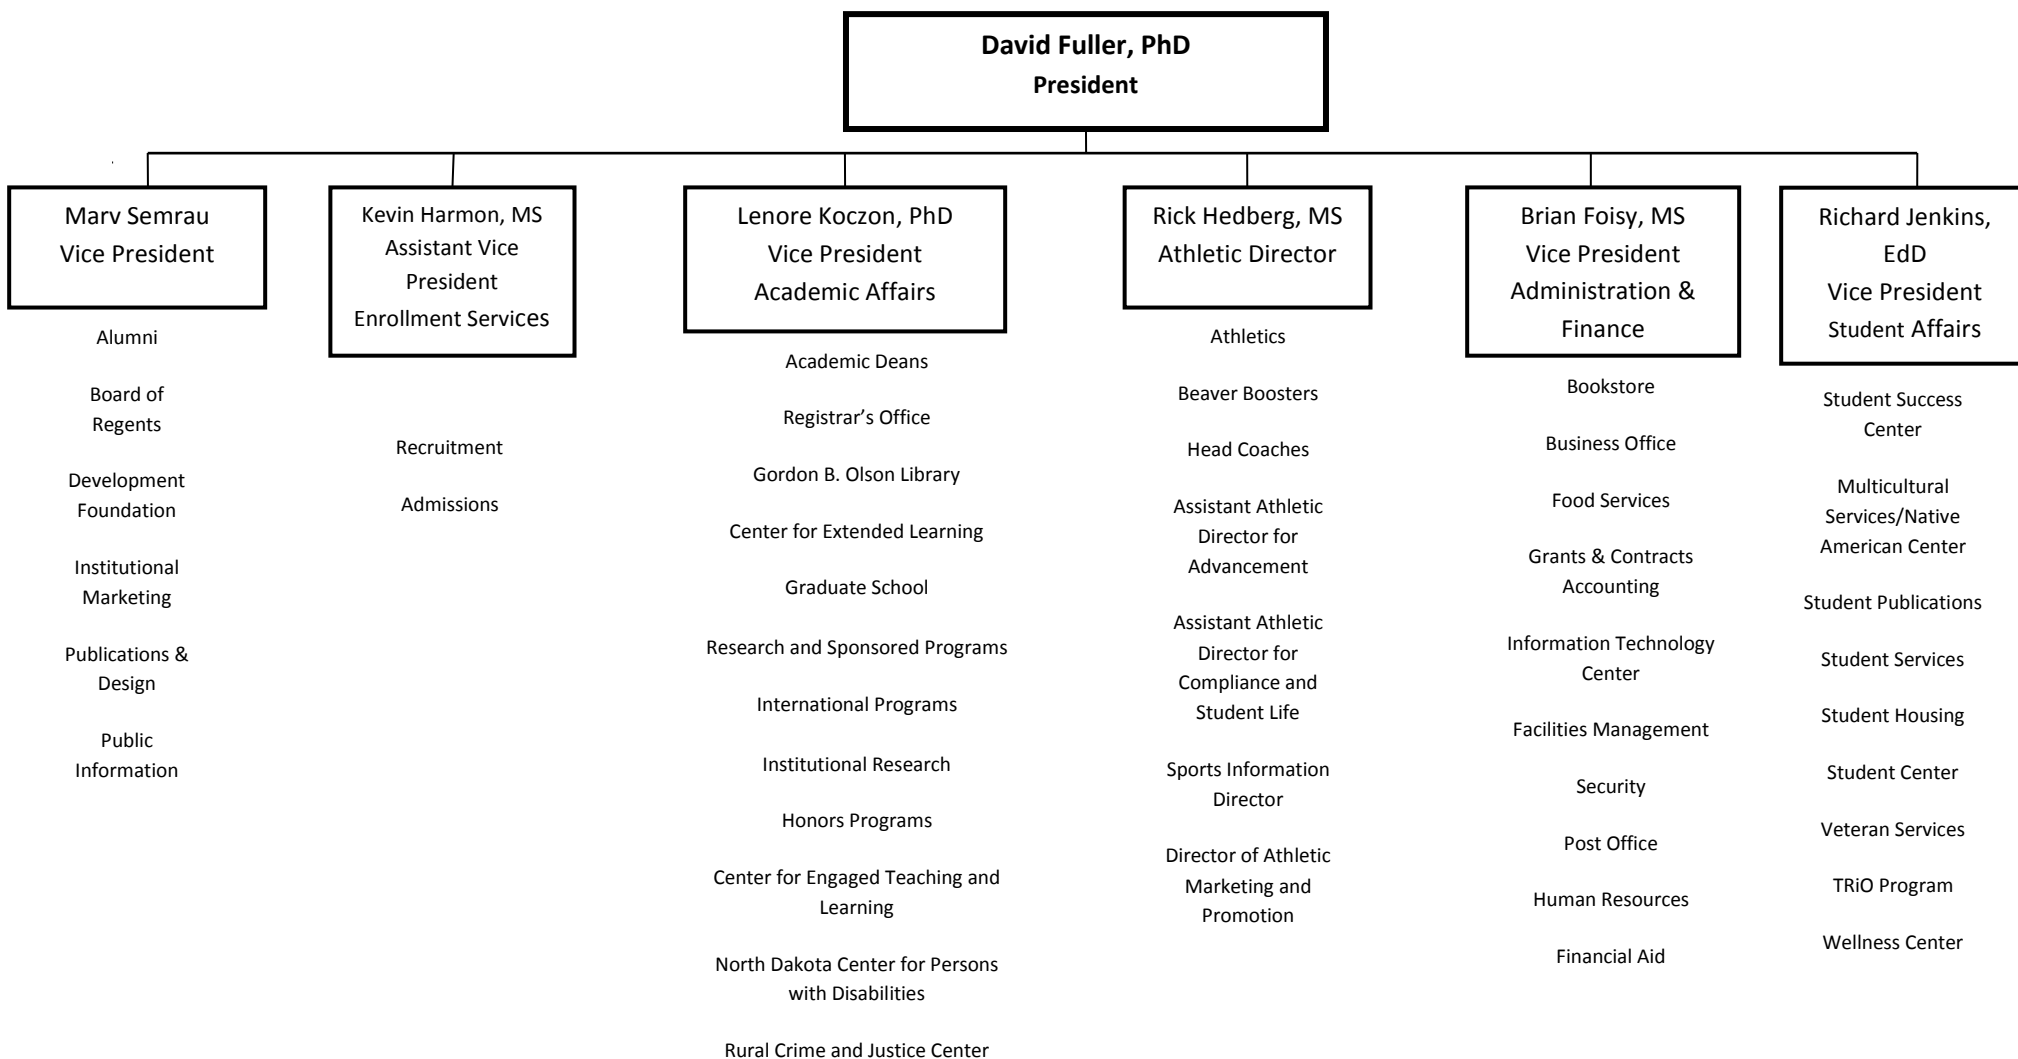 David Fuller, PhD
President
Marv Semrau
Vice President
Alumni
Board of
Regents
Development
Foundation
Institutional
Marketing
Publications &
Design
Public
Information
Kevin Harmon, MS
Assistant Vice
President
Enrollment Services
Recruitment
Admissions
Lenore Koczon, PhD
Vice President
Academic Affairs
Academic Deans
Registrar’s Office
Gordon B. Olson Library
Center for Extended Learning
Graduate School
Research and Sponsored Programs
International Programs
Institutional Research
Honors Programs
Center for Engaged Teaching and
Learning
North Dakota Center for Persons
with Disabilities
Rural Crime and Justice Center
Rick Hedberg, MS
Athletic Director
Athletics
Beaver Boosters
Head Coaches
Assistant Athletic
Director for
Advancement
Assistant Athletic
Director for
Compliance and
Student Life
Sports Information
Director
Director of Athletic
Marketing and
Promotion
Brian Foisy, MS
Vice President
Administration &
Finance
Bookstore
Business Office
Food Services
Grants & Contracts
Accounting
Information Technology
Center
Facilities Management
Security
Post Office
Human Resources
Financial Aid
Richard Jenkins,
EdD
Vice President
Student Affairs
Student Success
Center
Multicultural
Services/Native
American Center
Student Publications
Student Services
Student Housing
Student Center
Veteran Services
TRiO Program
Wellness Center